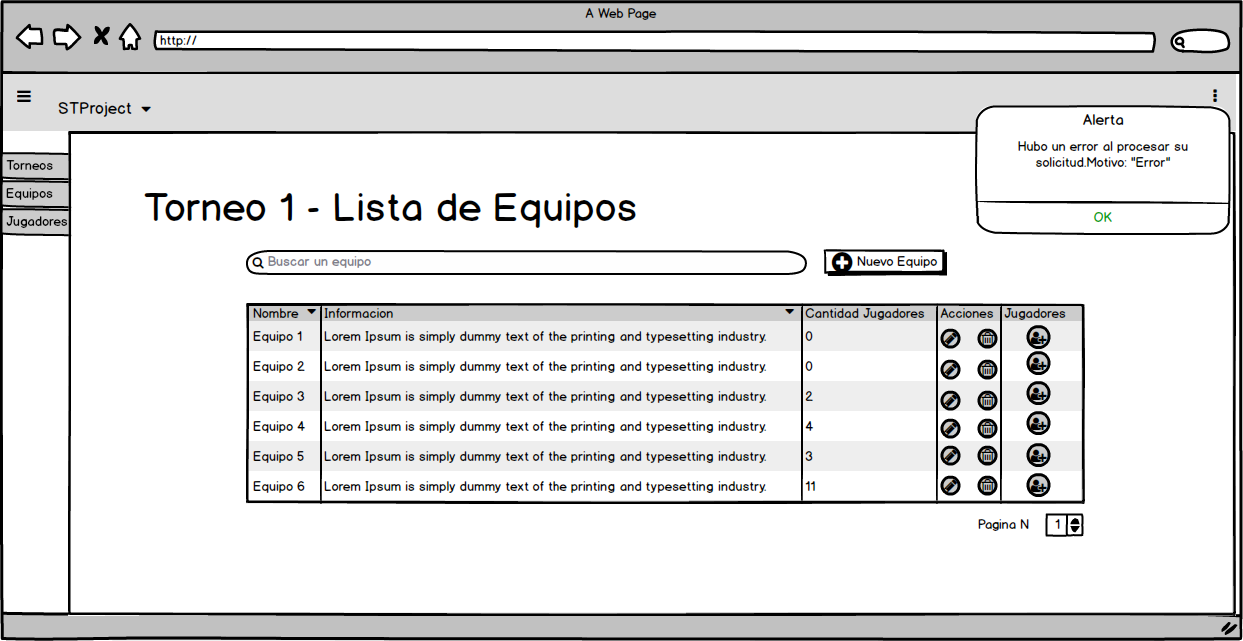 A Web Page
http://
STProject
Alerta
Hubo un error al procesar su
solicitud.Motivo: "Error"
OK
Torneos
Equipos
Jugadores
Torneo 1 - Lista de Equipos
Buscar un equipo
Nuevo Equipo
Nombre Informacion Cantidad Jugadores Acciones Jugadores
Equipo 1 Lorem Ipsum is simply dummy text of the printing and typesetting industry. 0
Equipo 2 Lorem Ipsum is simply dummy text of the printing and typesetting industry. 0
Equipo 3 Lorem Ipsum is simply dummy text of the printing and typesetting industry. 2
Equipo 4 Lorem Ipsum is simply dummy text of the printing and typesetting industry. 4
Equipo 5 Lorem Ipsum is simply dummy text of the printing and typesetting industry. 3
Equipo 6 Lorem Ipsum is simply dummy text of the printing and typesetting industry. 11
Pagina N 1